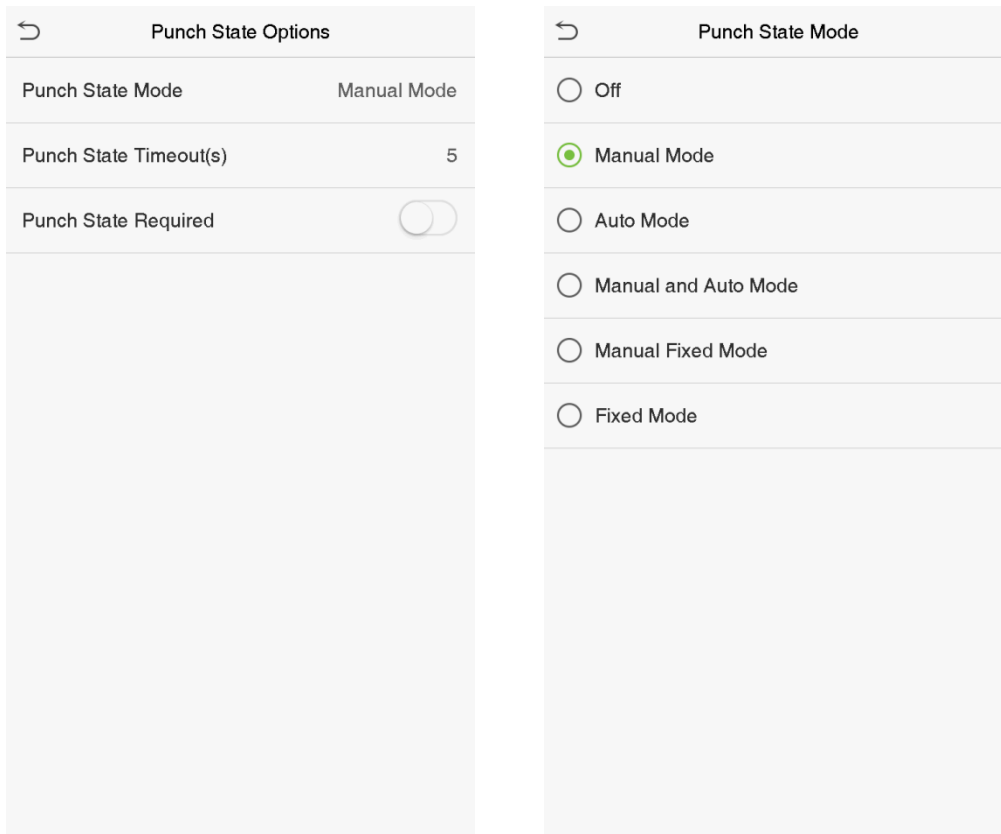 Punch State Options
Punch State Mode Manual Mode
Punch State Timeout(s) 5
Punch State Required
Punch State Mode
Off
Manual Mode
Auto Mode
Manual and Auto Mode
Manual Fixed Mode
Fixed Mode